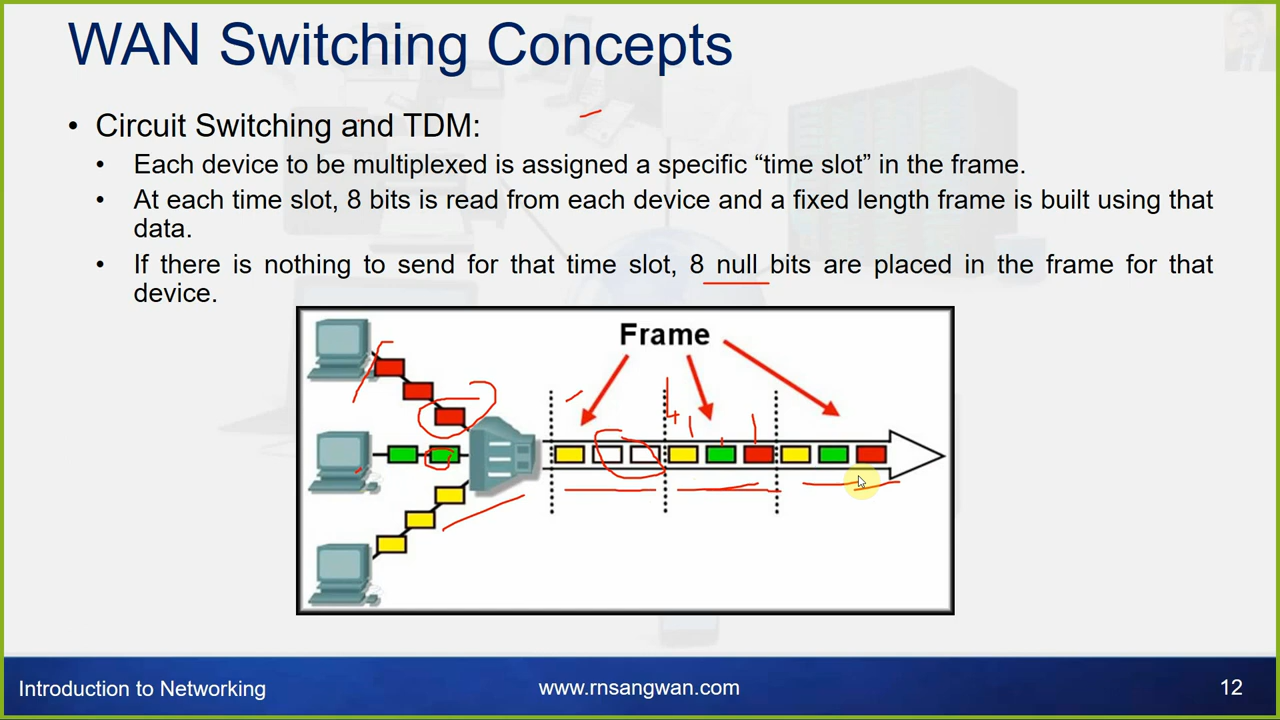 WAN Switching Concepts
• Circuit Switching and TDM:
• Each device to be multiplexed is assigned a specific “time slot” in the frame.
• At each time slot, 8 bits is read from each device and a fixed length frame is built using that
data.
• If there is nothing to send for that time slot, 8 null bits are placed in the frame for that
device.
Frame
Introduction to Networking
www.rnsangwan.com
12